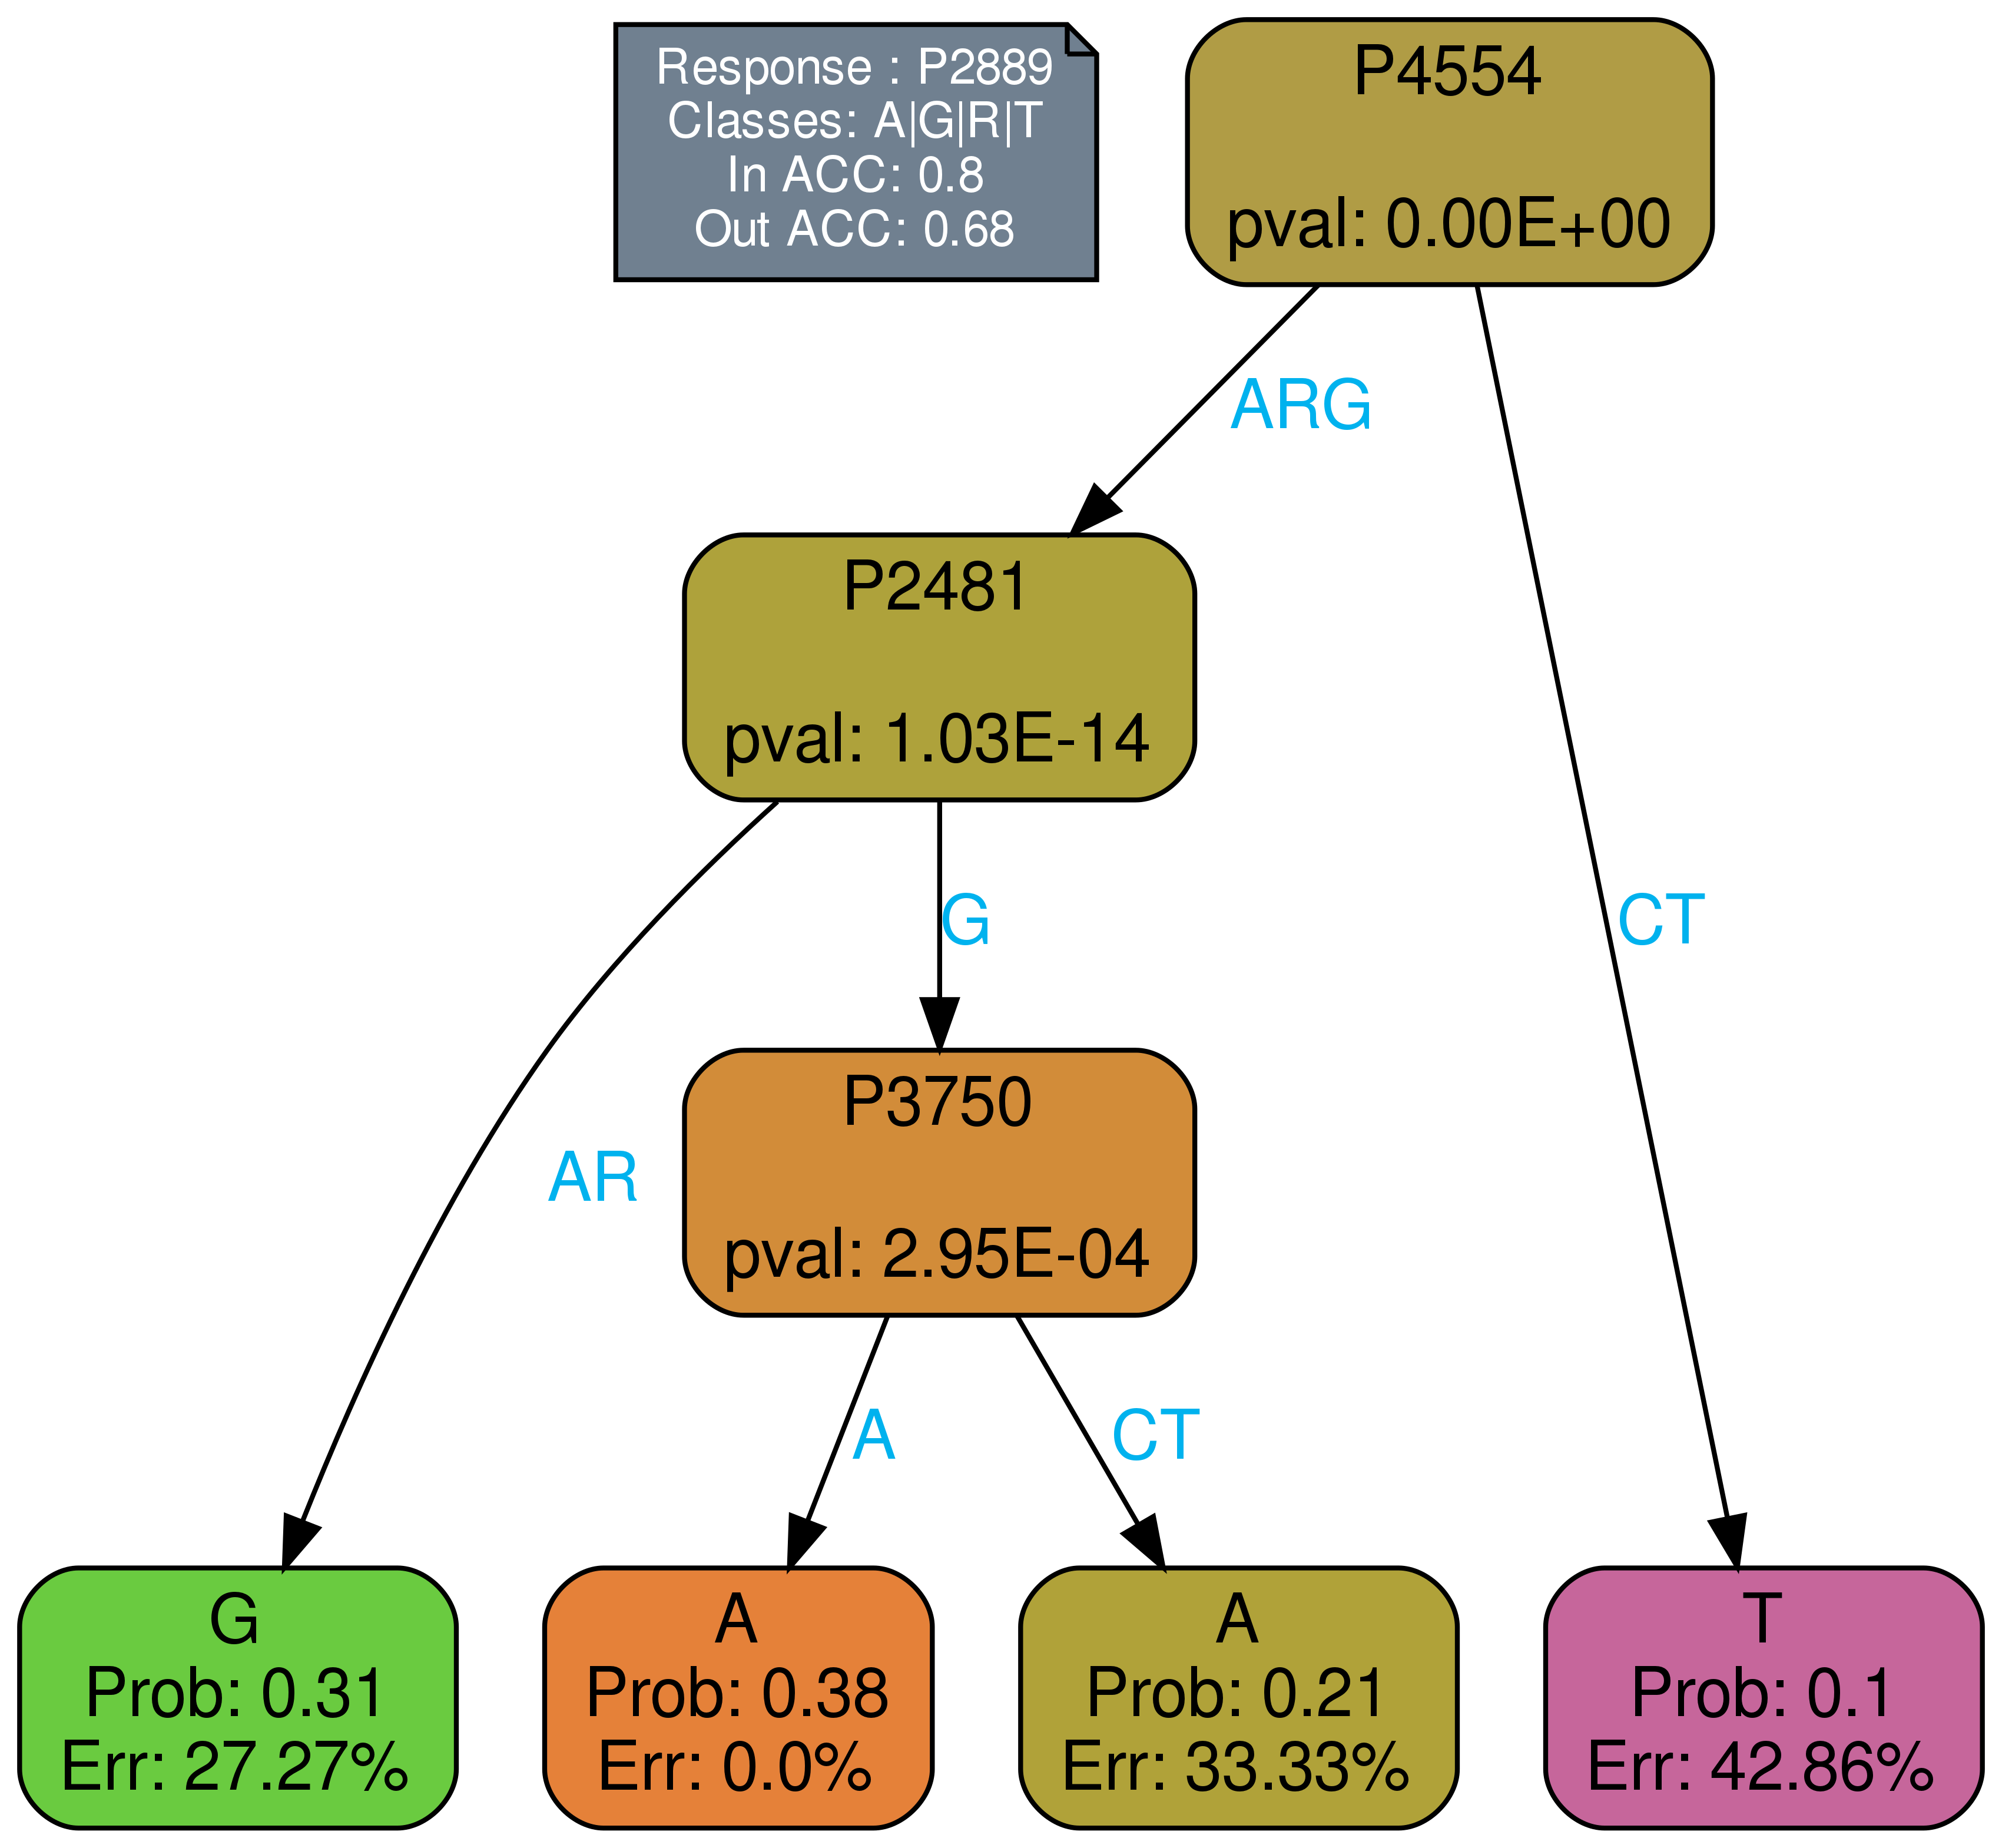 Response : P2889
Classes: A|G|R|T
In ACC: 0.8
Out ACC: 0.68
P4554
pval: 0.00E+00
ARG
P2481
pval: 1.03E-14
G
CT
P3750
AR
pval: 2.95E-04
A
CT
G
Prob: 0.31
Err: 27.27%
A
Prob: 0.38
Err: 0.0%
A
Prob: 0.21
Err: 33.33%
T
Prob: 0.1
Err: 42.86%